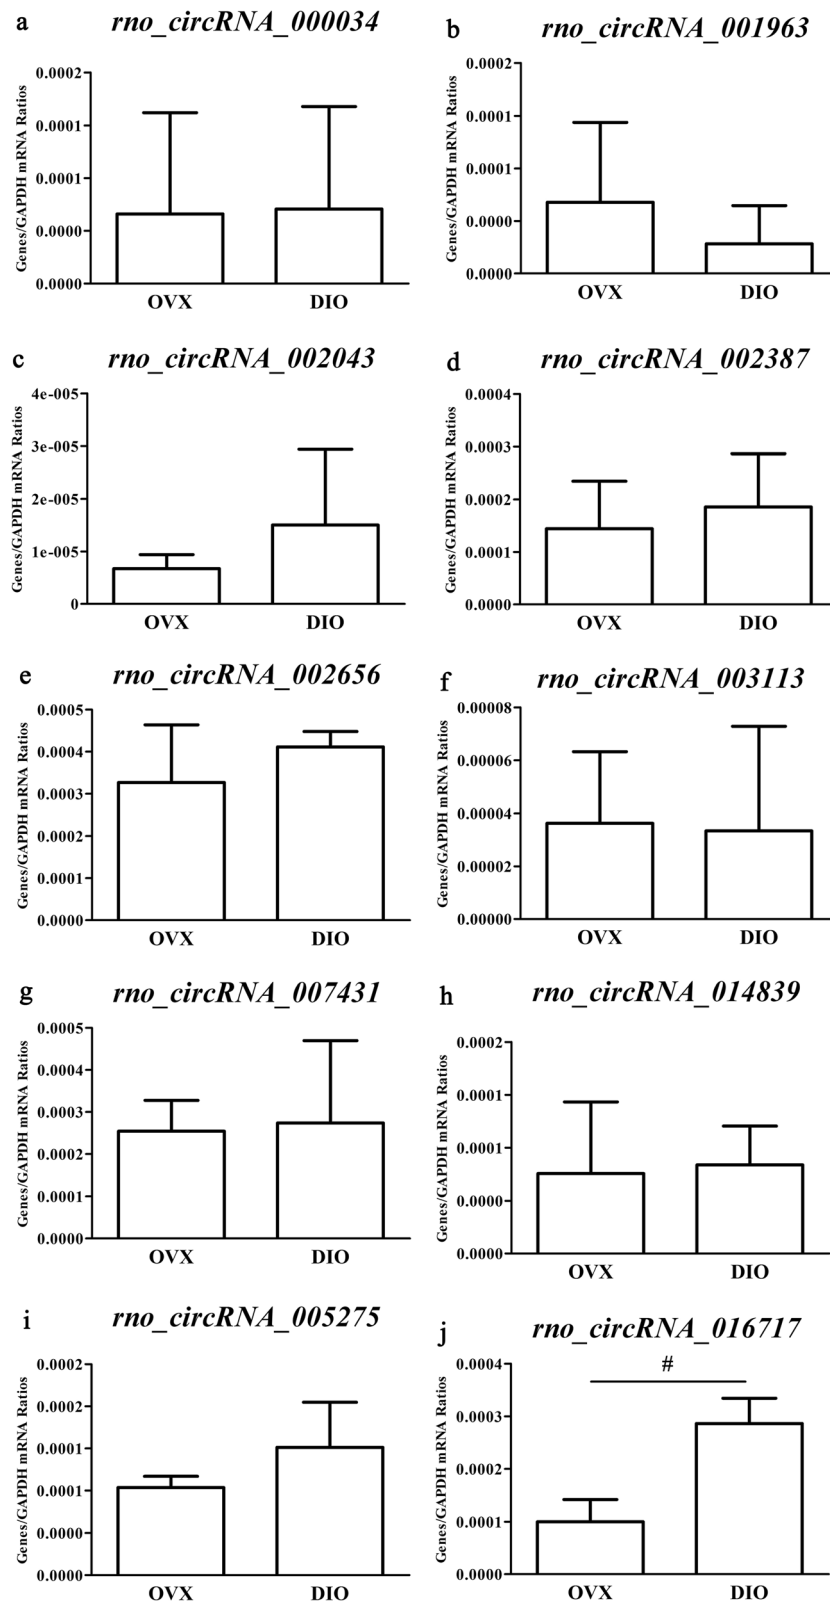 a
rno_circRNA_000034
Genes/GAPDH mRNA Ratios
0.0002
0.0001
0.0001
0.0000
0.0000
OVX
DIO
b
rno_circRNA_001963
Genes/GAPDH mRNA Ratios
0.0002
0.0001
0.0001
0.0000
0.0000
OVX
DIO
c
rno_circRNA_002043
Genes/GAPDH mRNA Ratios
4e-005
3e-005
2e-005
1e-005
0
OVX
DIO
d
rno_circRNA_002387
Genes/GAPDH mRNA Ratios
0.0004
0.0003
0.0002
0.0001
0.0000
OVX
DIO
e
rno_circRNA_002656
Genes/GAPDH mRNA Ratios
0.0005
0.0004
0.0003
0.0002
0.0001
0.0000
OVX
DIO
f
rno_circRNA_003113
Genes/GAPDH mRNA Ratios
0.00008
0.00006
0.00004
0.00002
0.00000
OVX
DIO
g
rno_circRNA_007431
Genes/GAPDH mRNA Ratios
0.0005
0.0004
0.0003
0.0002
0.0001
0.0000
OVX
DIO
h
rno_circRNA_014839
Genes/GAPDH mRNA Ratios
0.0002
0.0001
0.0001
0.0000
0.0000
OVX
DIO
i
rno_circRNA_005275
Genes/GAPDH mRNA Ratios
0.0002
0.0002
0.0001
0.0001
0.0000
0.0000
OVX
DIO
j
rno_circRNA_016717
Genes/GAPDH mRNA Ratios
0.0004
0.0003
0.0002
0.0001
0.0000
#
OVX
DIO